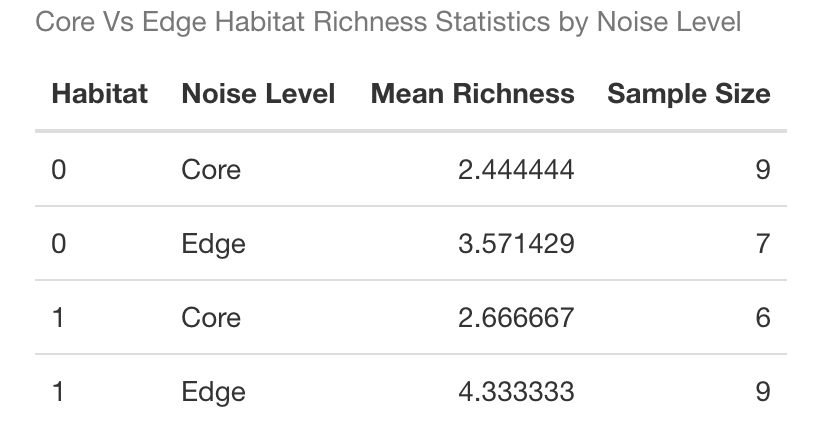 Core Vs Edge Habitat Richness Statistics by Noise Level
Habitat Noise Level Mean Richness Sample Size
0 Core 2.444444 9
0 Edge 3.571429 7
1 Core 2.666667 6
1 Edge 4.333333 9